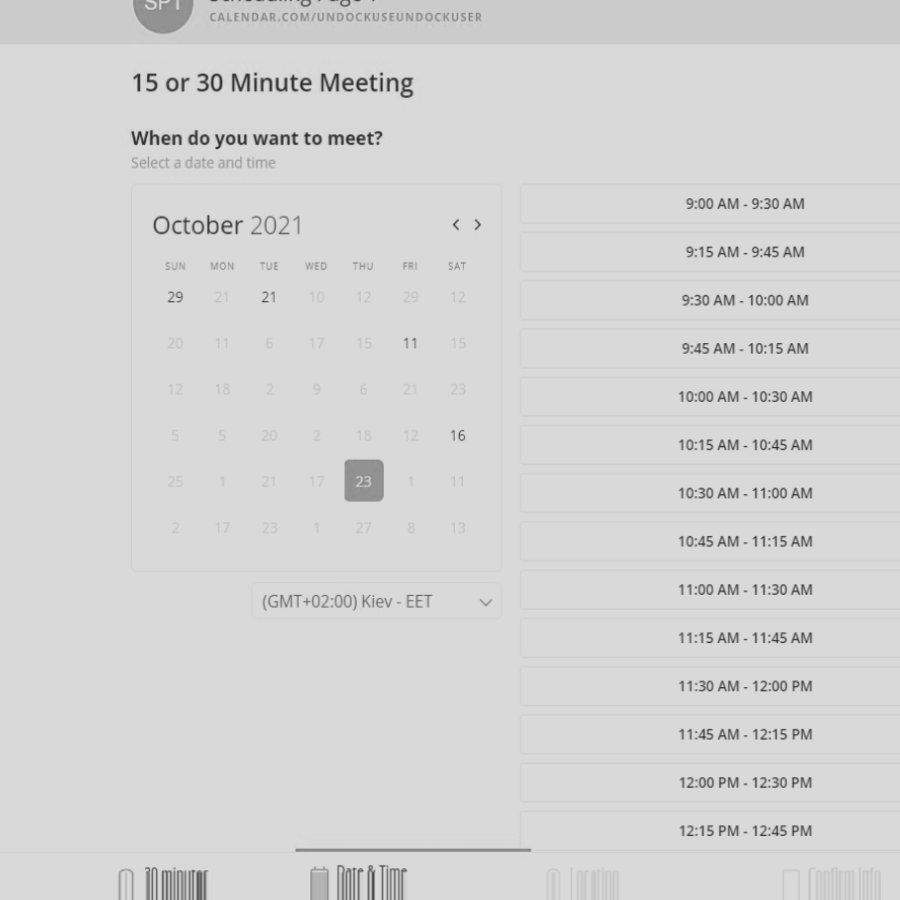 SPT
CALENDAR.COM/UNDOCKUSEUNDOCKUSER
15 or 30 Minute Meeting
When do you want to meet?
Select a date and time
October 2021
SUN MON TUE WED THU FRI SAT
29 21 21 10 12 29 12
20 11 6 17 15 11 15
12 18 2 9 6 21 23
5 5 20 2 18 12 16
25 1 21 17 23 1 11
2 17 23 1 27 8 13
(GMT+02:00) Kiev - EET
9:00 AM - 9:30 AM
9:15 AM - 9:45 AM
9:30 AM - 10:00 AM
9:45 AM - 10:15 AM
10:00 AM - 10:30 AM
10:15 AM - 10:45 AM
10:30 AM - 11:00 AM
10:45 AM - 11:15 AM
11:00 AM - 11:30 AM
11:15 AM - 11:45 AM
11:30 AM - 12:00 PM
11:45 AM - 12:15 PM
12:00 PM - 12:30 PM
12:15 PM - 12:45 PM
30 minutes
Date & Time
Location
Confirm Info